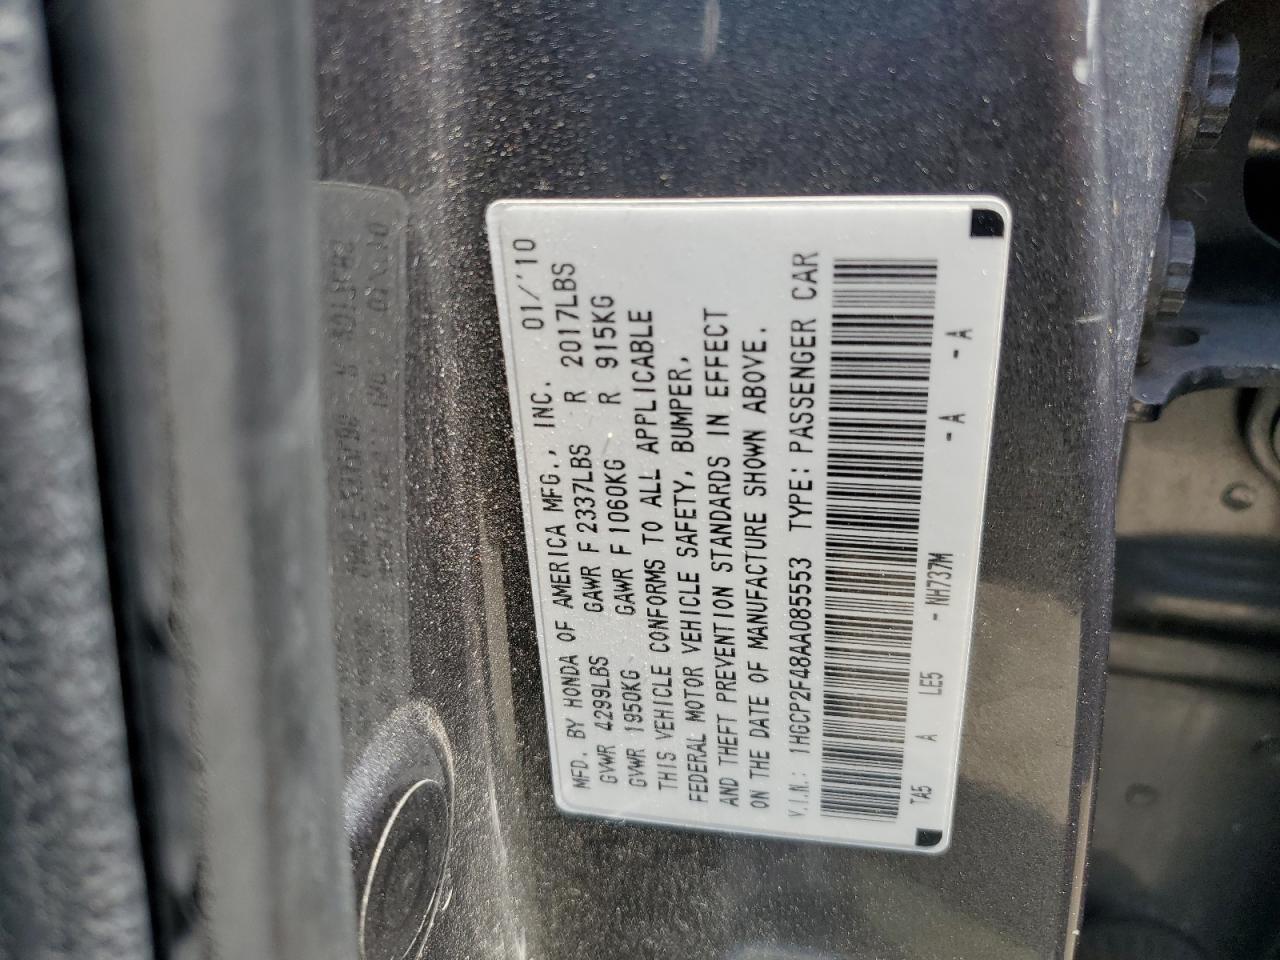 MFD. BY HONDA OF AMERICA MFG., INC. 01/'10
GVWR 4299LBS GAWR F 2337LBS R 2017LBS
GVWR 1950KG GAWR F 1060KG R 915KG
THIS VEHICLE CONFORMS TO ALL APPLICABLE
FEDERAL MOTOR VEHICLE SAFETY, BUMPER,
AND THEFT PREVENTION STANDARDS IN EFFECT
ON THE DATE OF MANUFACTURE SHOWN ABOVE.
V.I.N.: 1HGCP2F48AA085553 TYPE: PASSENGER CAR
TA5 A LE5 - NH737M - A - A